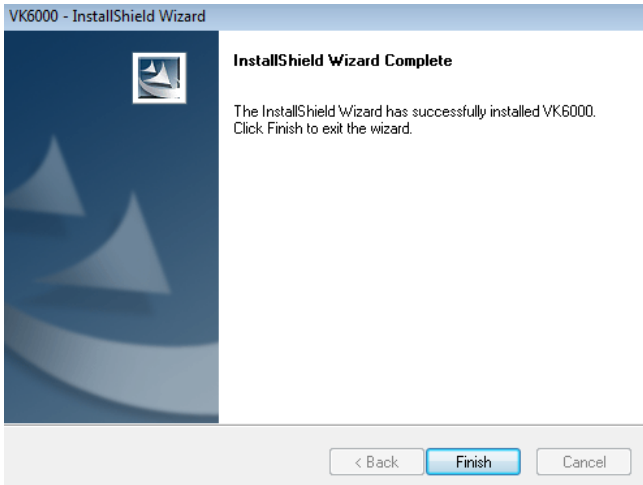 VK6000 - InstallShield Wizard
InstallShield Wizard Complete
The InstallShield Wizard has successfully installed VK6000.
Click Finish to exit the wizard.
< Back
Finish
Cancel